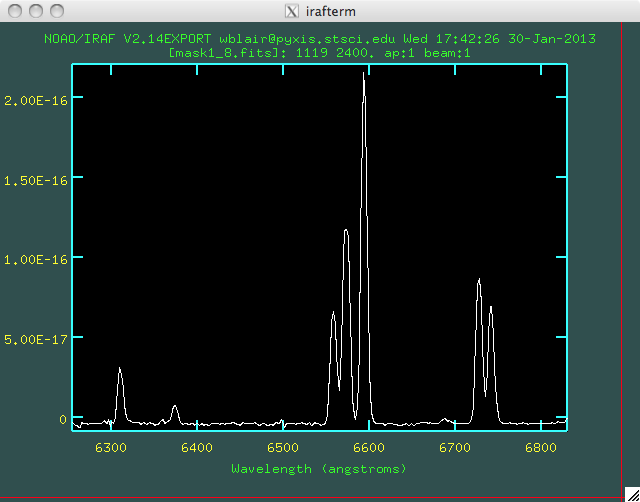 irafterm
NOAO/IRAF V2.14EXPORT wblair@pyxis.stsci.edu Wed 17:42:26 30-Jan-2013
[mask1_8.fits]: 1119 2400. ap:1 beam:1
2.00E-16
1.50E-16
1.00E-16
5.00E-17
0
6300 6400 6500 6600 6700 6800
Wavelength (angstroms)